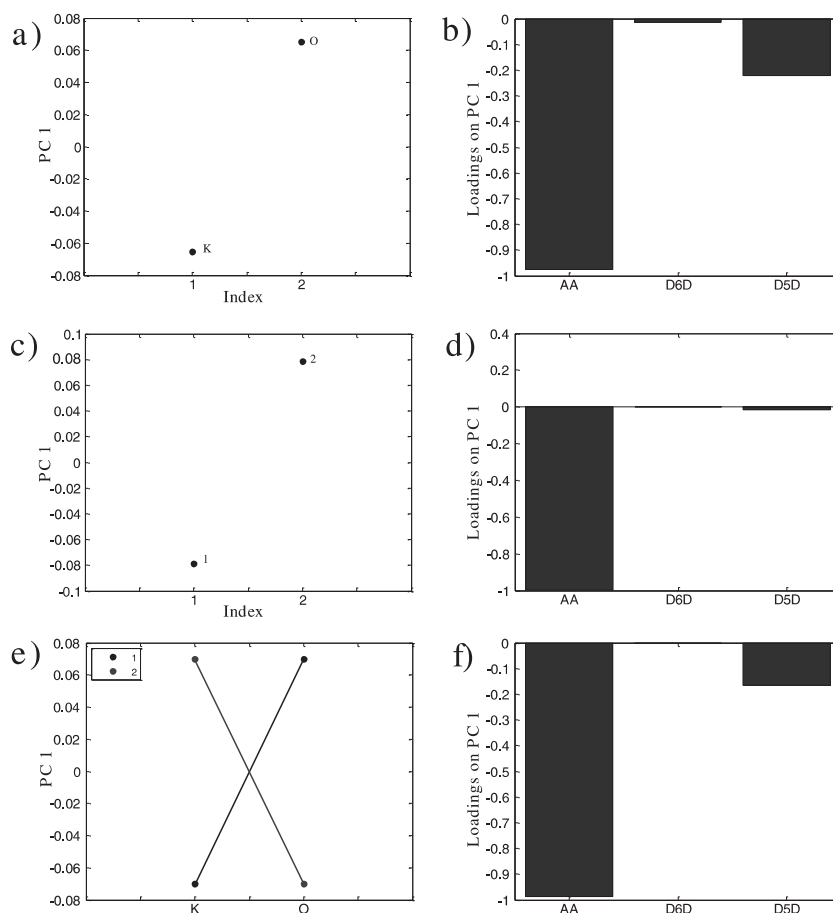 a)
0.08
0.06
0.04
0.02
0
-0.02
-0.04
-0.06
-0.08
PC 1
O
K
1
2
Index
b)
0
-0.1
-0.2
-0.3
-0.4
-0.5
-0.6
-0.7
-0.8
-0.9
-1
Loadings on PC 1
AA
D6D
D5D
c)
0.1
0.08
0.06
0.04
0.02
0
-0.02
-0.04
-0.06
-0.08
-0.1
PC 1
2
1
1
2
Index
d)
0.4
0.2
0
-0.2
-0.4
-0.6
-0.8
-1
Loadings on PC 1
AA
D6D
D5D
e)
0.08
0.06
0.04
0.02
0
-0.02
-0.04
-0.06
-0.08
PC 1
1
2
K
O
f)
0
-0.1
-0.2
-0.3
-0.4
-0.5
-0.6
-0.7
-0.8
-0.9
-1
Loadings on PC 1
AA
D6D
D5D